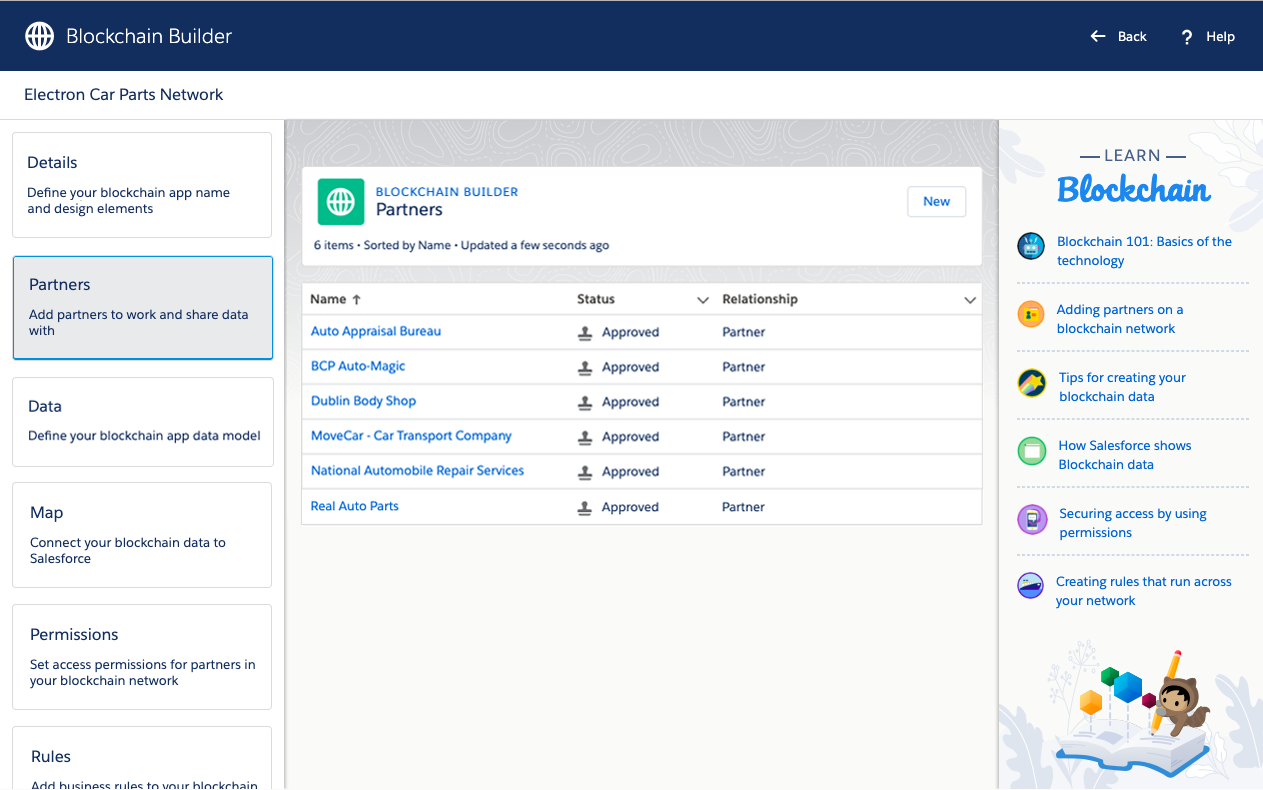 Blockchain Builder
Back
? Help
Electron Car Parts Network
Details
Define your blockchain app name
and design elements
Partners
Add partners to work and share data
with
Data
Define your blockchain app data model
Map
Connect your blockchain data to
Salesforce
Permissions
Set access permissions for partners in
your blockchain network
Rules
Add business rules to your blockchain
BLOCKCHAIN BUILDER
Partners
New
6 items • Sorted by Name • Updated a few seconds ago
Name Status Relationship
Auto Appraisal Bureau Approved Partner
BCP Auto-Magic Approved Partner
Dublin Body Shop Approved Partner
MoveCar - Car Transport Company Approved Partner
National Automobile Repair Services Approved Partner
Real Auto Parts Approved Partner
LEARN
Blockchain
Blockchain 101: Basics of the
technology
Adding partners on a
blockchain network
Tips for creating your
blockchain data
How Salesforce shows
Blockchain data
Securing access by using
permissions
Creating rules that run across
your network